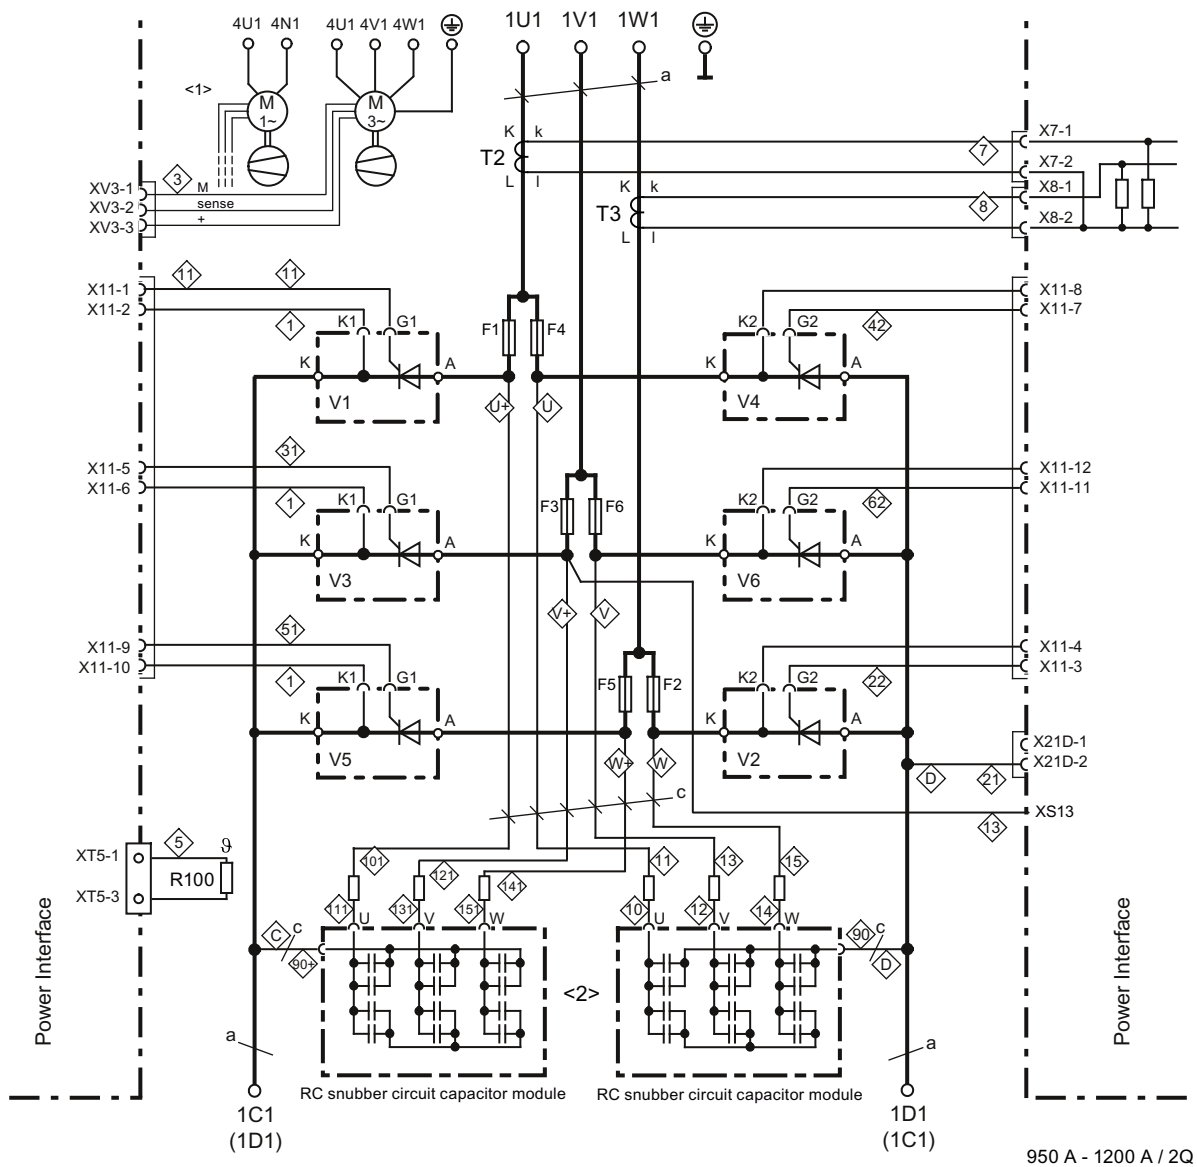 4U1 4N1 4U1 4V1 4W1 1U1 1V1 1W1
<1>
a
M
1~
M
3~
K k
T2
L l
7
X7-1
X7-2
3
XV3-1 M
XV3-2 sense
XV3-3 +
K k
T3
L l
8
X8-1
X8-2
11 11
X11-1
X11-2
1
K1 G1
K A
V1
F1 F4
U+ U
X11-8
X11-7
42
K2 G2
K A
V4
31
X11-5
X11-6
1
K1 G1
K A
V3
F3 F6
V+ V
X11-12
X11-11
62
K2 G2
K A
V6
51
X11-9
X11-10
1
K1 G1
K A
V5
F5 F2
W+ W
X11-4
X11-3
22
K2 G2
K A
V2
X21D-1
X21D-2
D 21
c
XS13
13
XT5-1
XT5-3
5 ϑ
R100
101 121 141 11 13 15
111 U 131 V 151 W 10 U 12 V 14 W
C c 90+
90 c D
<2>
a
a
RC snubber circuit capacitor module RC snubber circuit capacitor module
Power Interface
Power Interface
1C1
(1D1)
1D1
(1C1)
950 A - 1200 A / 2Q